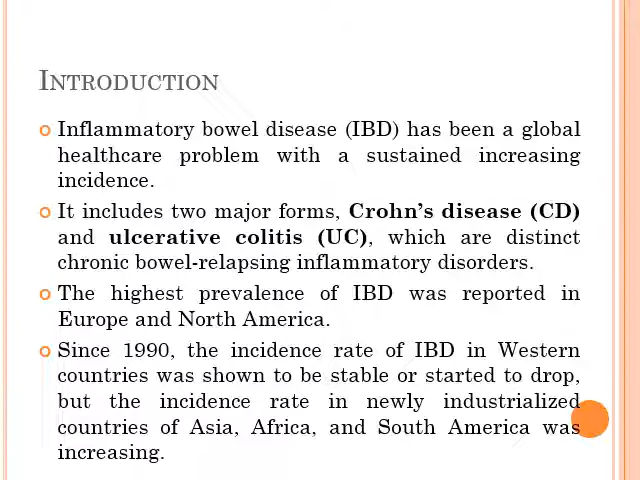 INTRODUCTION
Inflammatory bowel disease (IBD) has been a global
healthcare problem with a sustained increasing
incidence.
It includes two major forms, Crohn’s disease (CD)
and ulcerative colitis (UC), which are distinct
chronic bowel-relapsing inflammatory disorders.
The highest prevalence of IBD was reported in
Europe and North America.
Since 1990, the incidence rate of IBD in Western
countries was shown to be stable or started to drop,
but the incidence rate in newly industrialized
countries of Asia, Africa, and South America was
increasing.